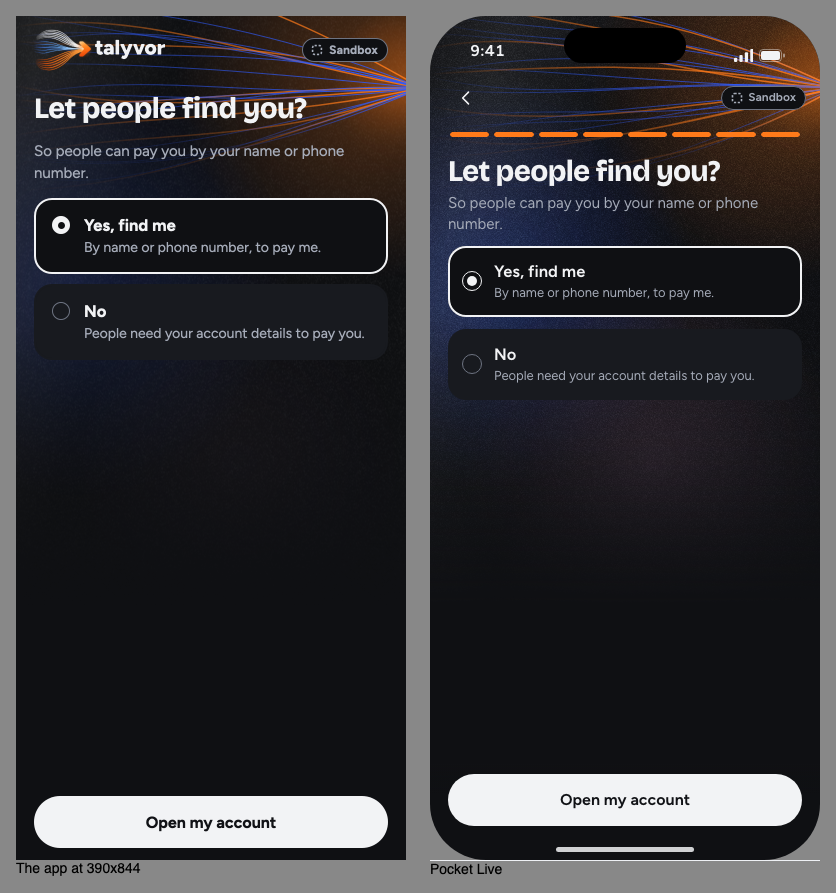 talyvor
Sandbox
Let people find you?
So people can pay you by your name or phone
number.
Yes, find me
By name or phone number, to pay me.
No
People need your account details to pay you.
Open my account
The app at 390x844
9:41
Sandbox
Let people find you?
So people can pay you by your name or phone
number.
Yes, find me
By name or phone number, to pay me.
No
People need your account details to pay you.
Open my account
Pocket Live